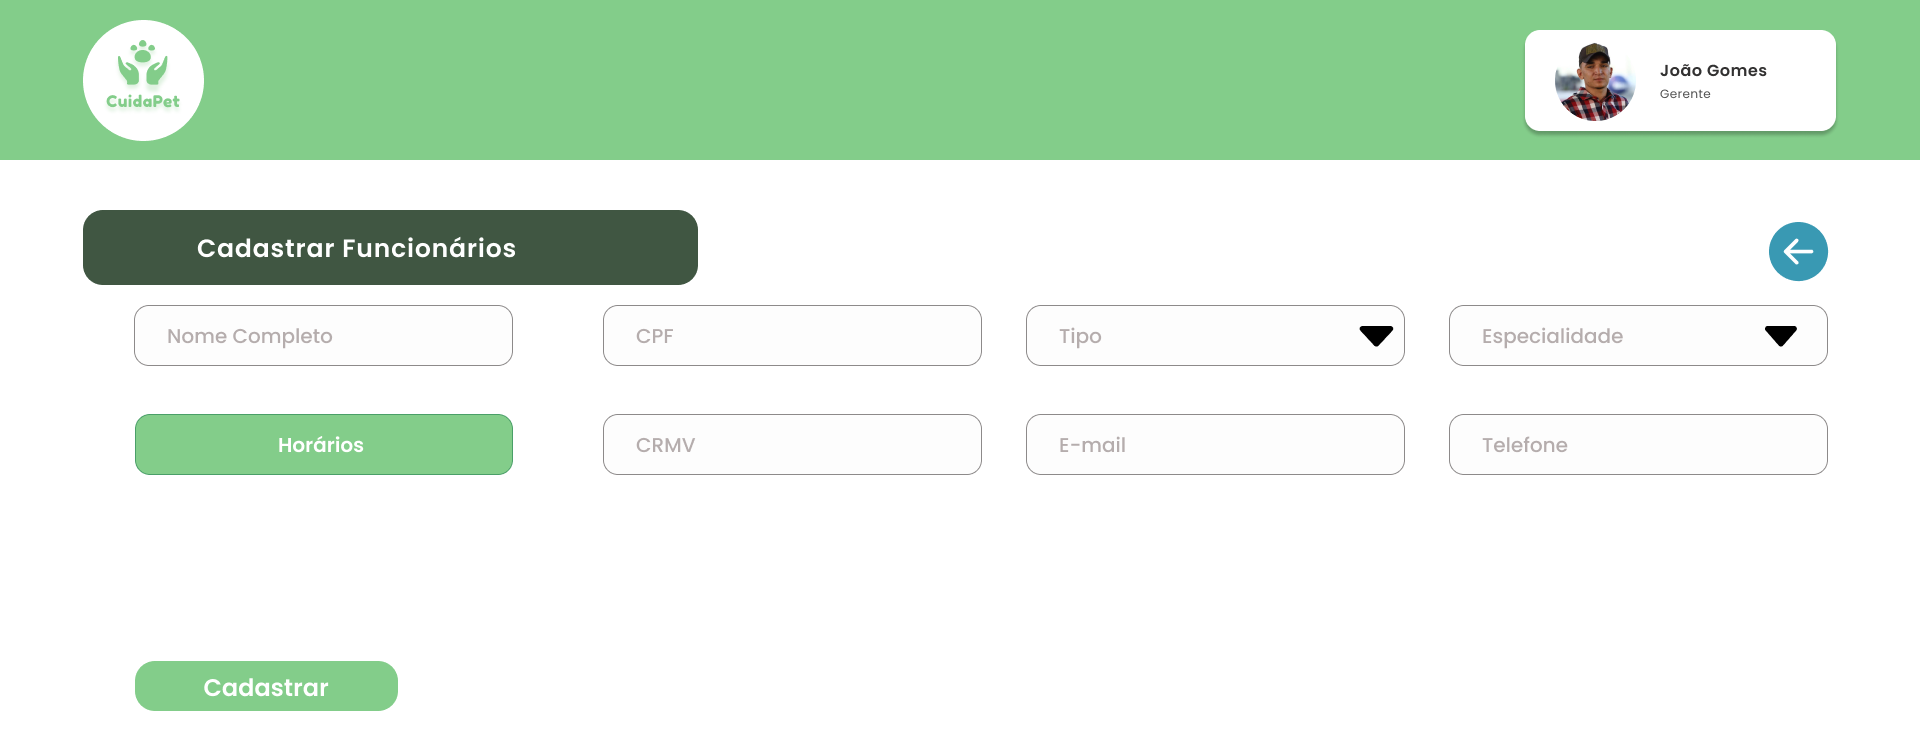 CuidaPet
João Gomes
Gerente
Cadastrar Funcionários
Nome Completo
CPF
Tipo
Especialidade
Horários
CRMV
E-mail
Telefone
Cadastrar